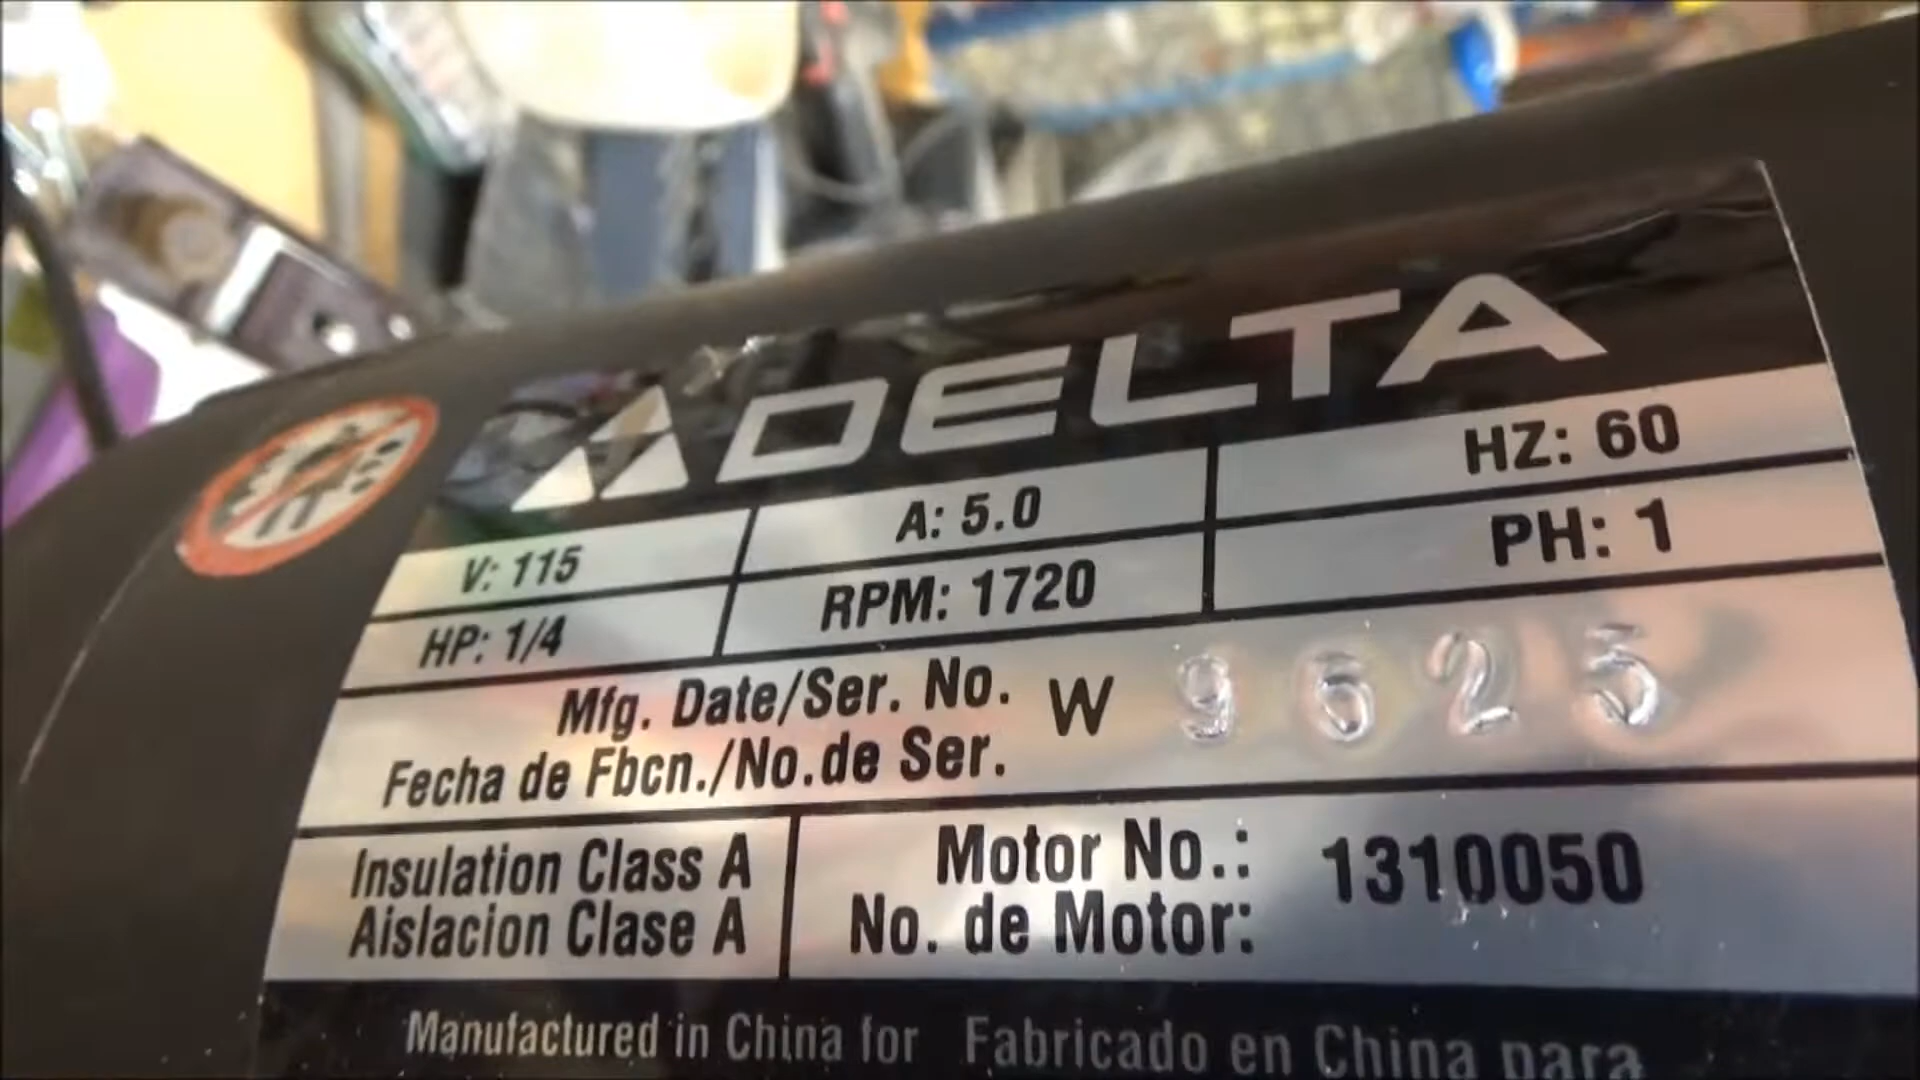 DELTA
V: 115 A: 5.0 HZ: 60
HP: 1/4 RPM: 1720 PH: 1
Mfg. Date/Ser. No. W 9625
Fecha de Fbcn./No.de Ser.
Insulation Class A
Aislacion Clase A
Motor No.: 1310050
No. de Motor:
Manufactured in China for Fabricado en China para